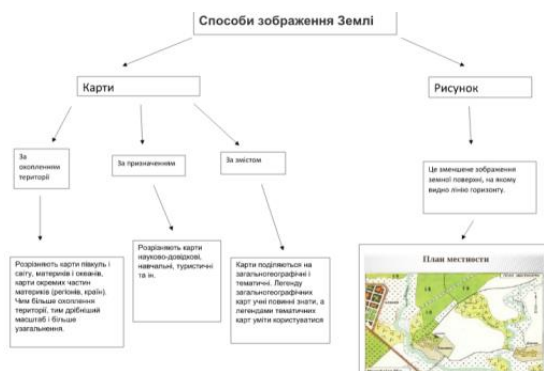 Способи зображення Землі
Карти
Рисунок
За
охопленням
території
За призначенням
За змістом
Це зменшене зображення
земної поверхні, на якому
видно лінію горизонту.
Розрізняють карти півкуль і
світу, материків і океанів,
карти окремих частин
материків (регіонів, країн).
Чим більше охоплення
території, тим дрібніший
масштаб і більше
узагальнення.
Розрізняють карти
науково-довідкові,
навчальні, туристичні
та ін.
Карти поділяються на
загальногеографічні і
тематичні. Легенду
загальногеографічних
карт учні повинні знати, а
легендами тематичних
карт уміти користуватися
План местности